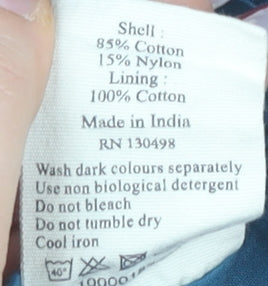 Shell :
85% Cotton
15% Nylon
Lining :
100% Cotton
Made in India
RN 130498
Wash dark colours separately
Use non biological detergent
Do not bleach
Do not tumble dry
Cool iron
40°